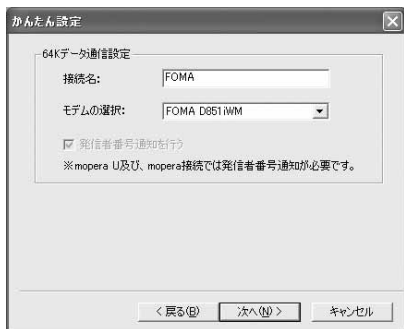 かんたん設定
64Kデータ通信設定
接続名: FOMA
モデムの選択: FOMA D851iWM
発信者番号通知を行う
※mopera U及び、mopera接続では発信者番号通知が必要です。
< 戻る(B) 次へ(N) > キャンセル